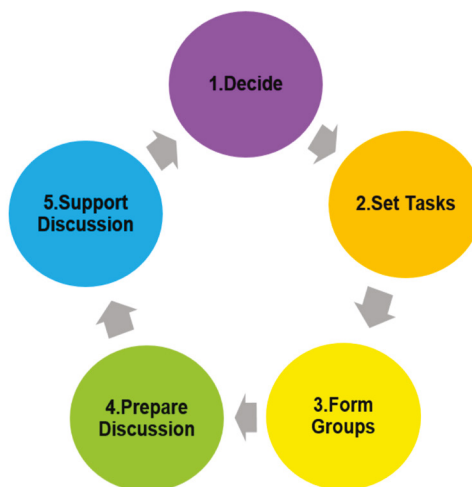 1.Decide
2.Set Tasks
3.Form
Groups
4.Prepare
Discussion
5.Support
Discussion